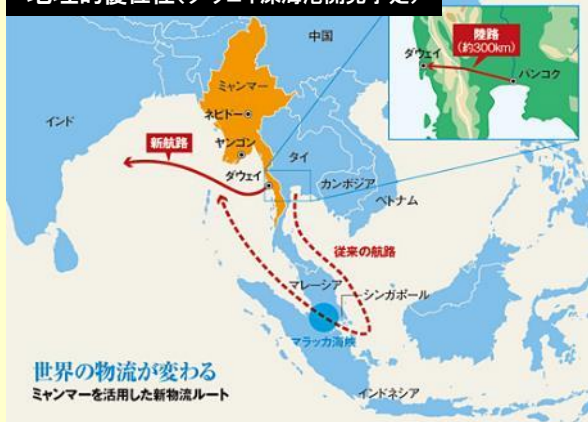 地理的優位性(ダウェイ深海港開発予定)
中国
ダウェイ
陸路
(約300km)
バンコク
ミャンマー
インド
ネピドー
新航路
ヤンゴン
タイ
ダウェイ
カンボジア
ベトナム
従来の航路
マレーシア
シンガポール
マラッカ海峡
世界の物流が変わる
ミャンマーを活用した新物流ルート
インドネシア